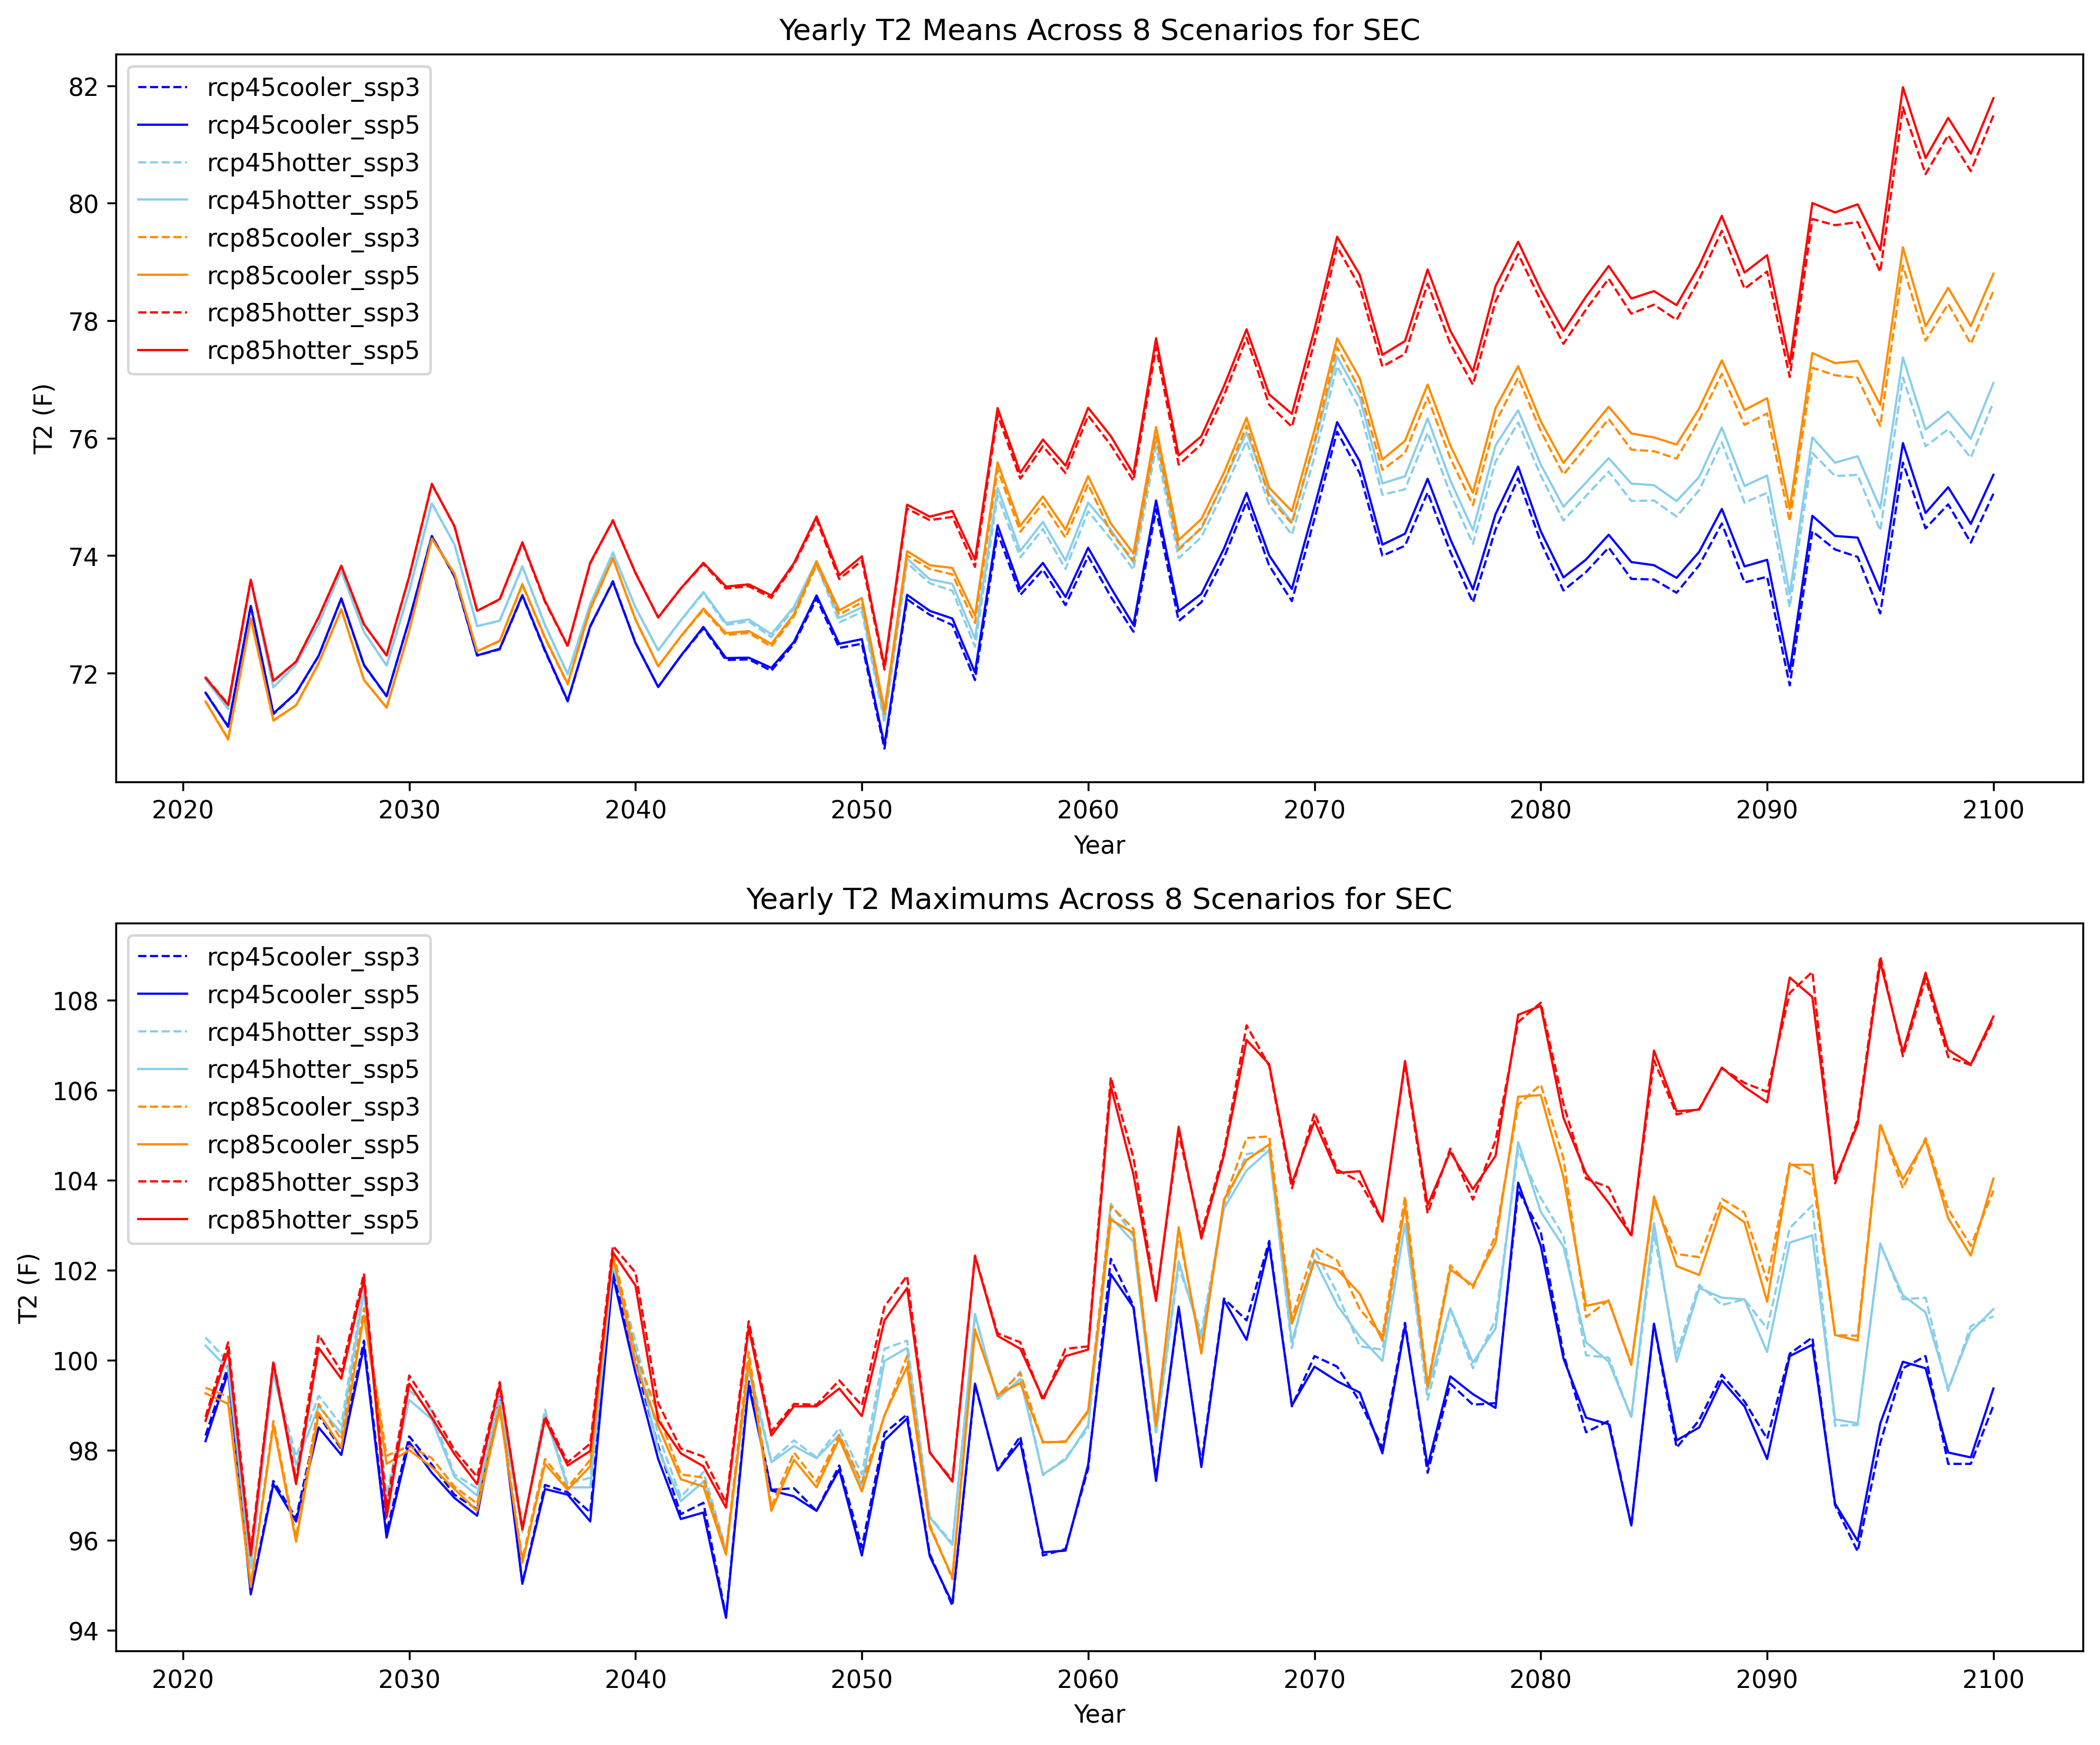 Yearly T2 Means Across 8 Scenarios for SEC
rcp45cooler_ssp3
rcp45cooler_ssp5
rcp45hotter_ssp3
rcp45hotter_ssp5
rcp85cooler_ssp3
rcp85cooler_ssp5
rcp85hotter_ssp3
rcp85hotter_ssp5
82
80
78
76
74
72
T2 (F)
2020 2030 2040 2050 2060 2070 2080 2090 2100
Year
Yearly T2 Maximums Across 8 Scenarios for SEC
rcp45cooler_ssp3
rcp45cooler_ssp5
rcp45hotter_ssp3
rcp45hotter_ssp5
rcp85cooler_ssp3
rcp85cooler_ssp5
rcp85hotter_ssp3
rcp85hotter_ssp5
108
106
104
102
100
98
96
94
T2 (F)
2020 2030 2040 2050 2060 2070 2080 2090 2100
Year